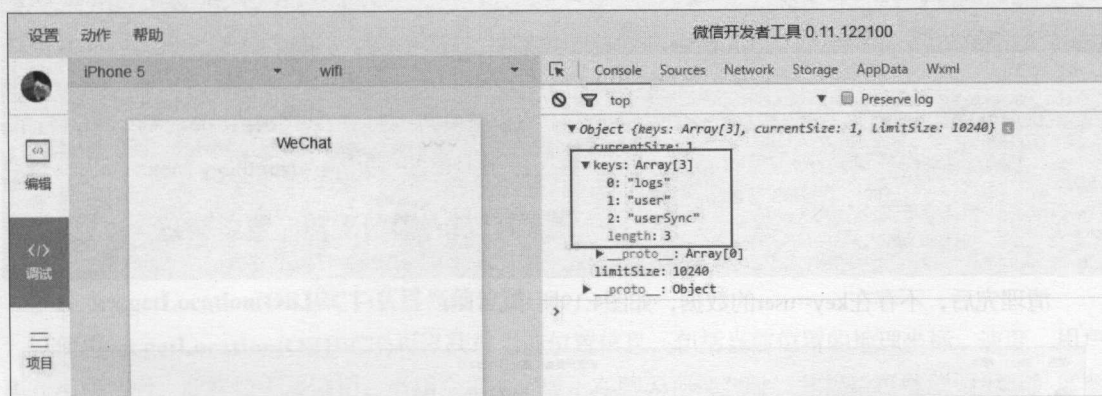 设置 动作 帮助 微信开发者工具 0.11.122100
iPhone 5 wifi
Console Sources Network Storage AppData Wxml
top Preserve log
WeChat
编辑
调试
项目
Object {keys: Array[3], currentSize: 1, limitSize: 10240}
currentSize: 1
keys: Array[3]
0: "logs"
1: "user"
2: "userSync"
length: 3
__proto__: Array[0]
limitSize: 10240
__proto__: Object